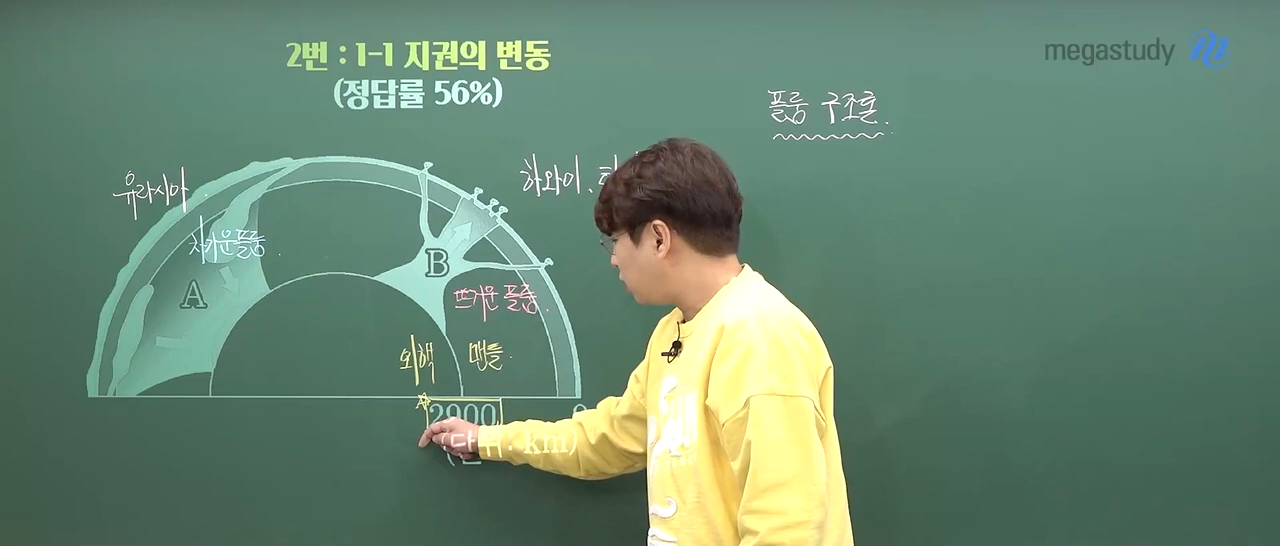 2번 : 1-1 지권의 변동
(정답률 56%)
megastudy
플룸 구조론.
유라시아
하와이,
차가운 플룸
A
B
뜨거운 플룸.
외핵
맨틀.
2900
(단위 : km)